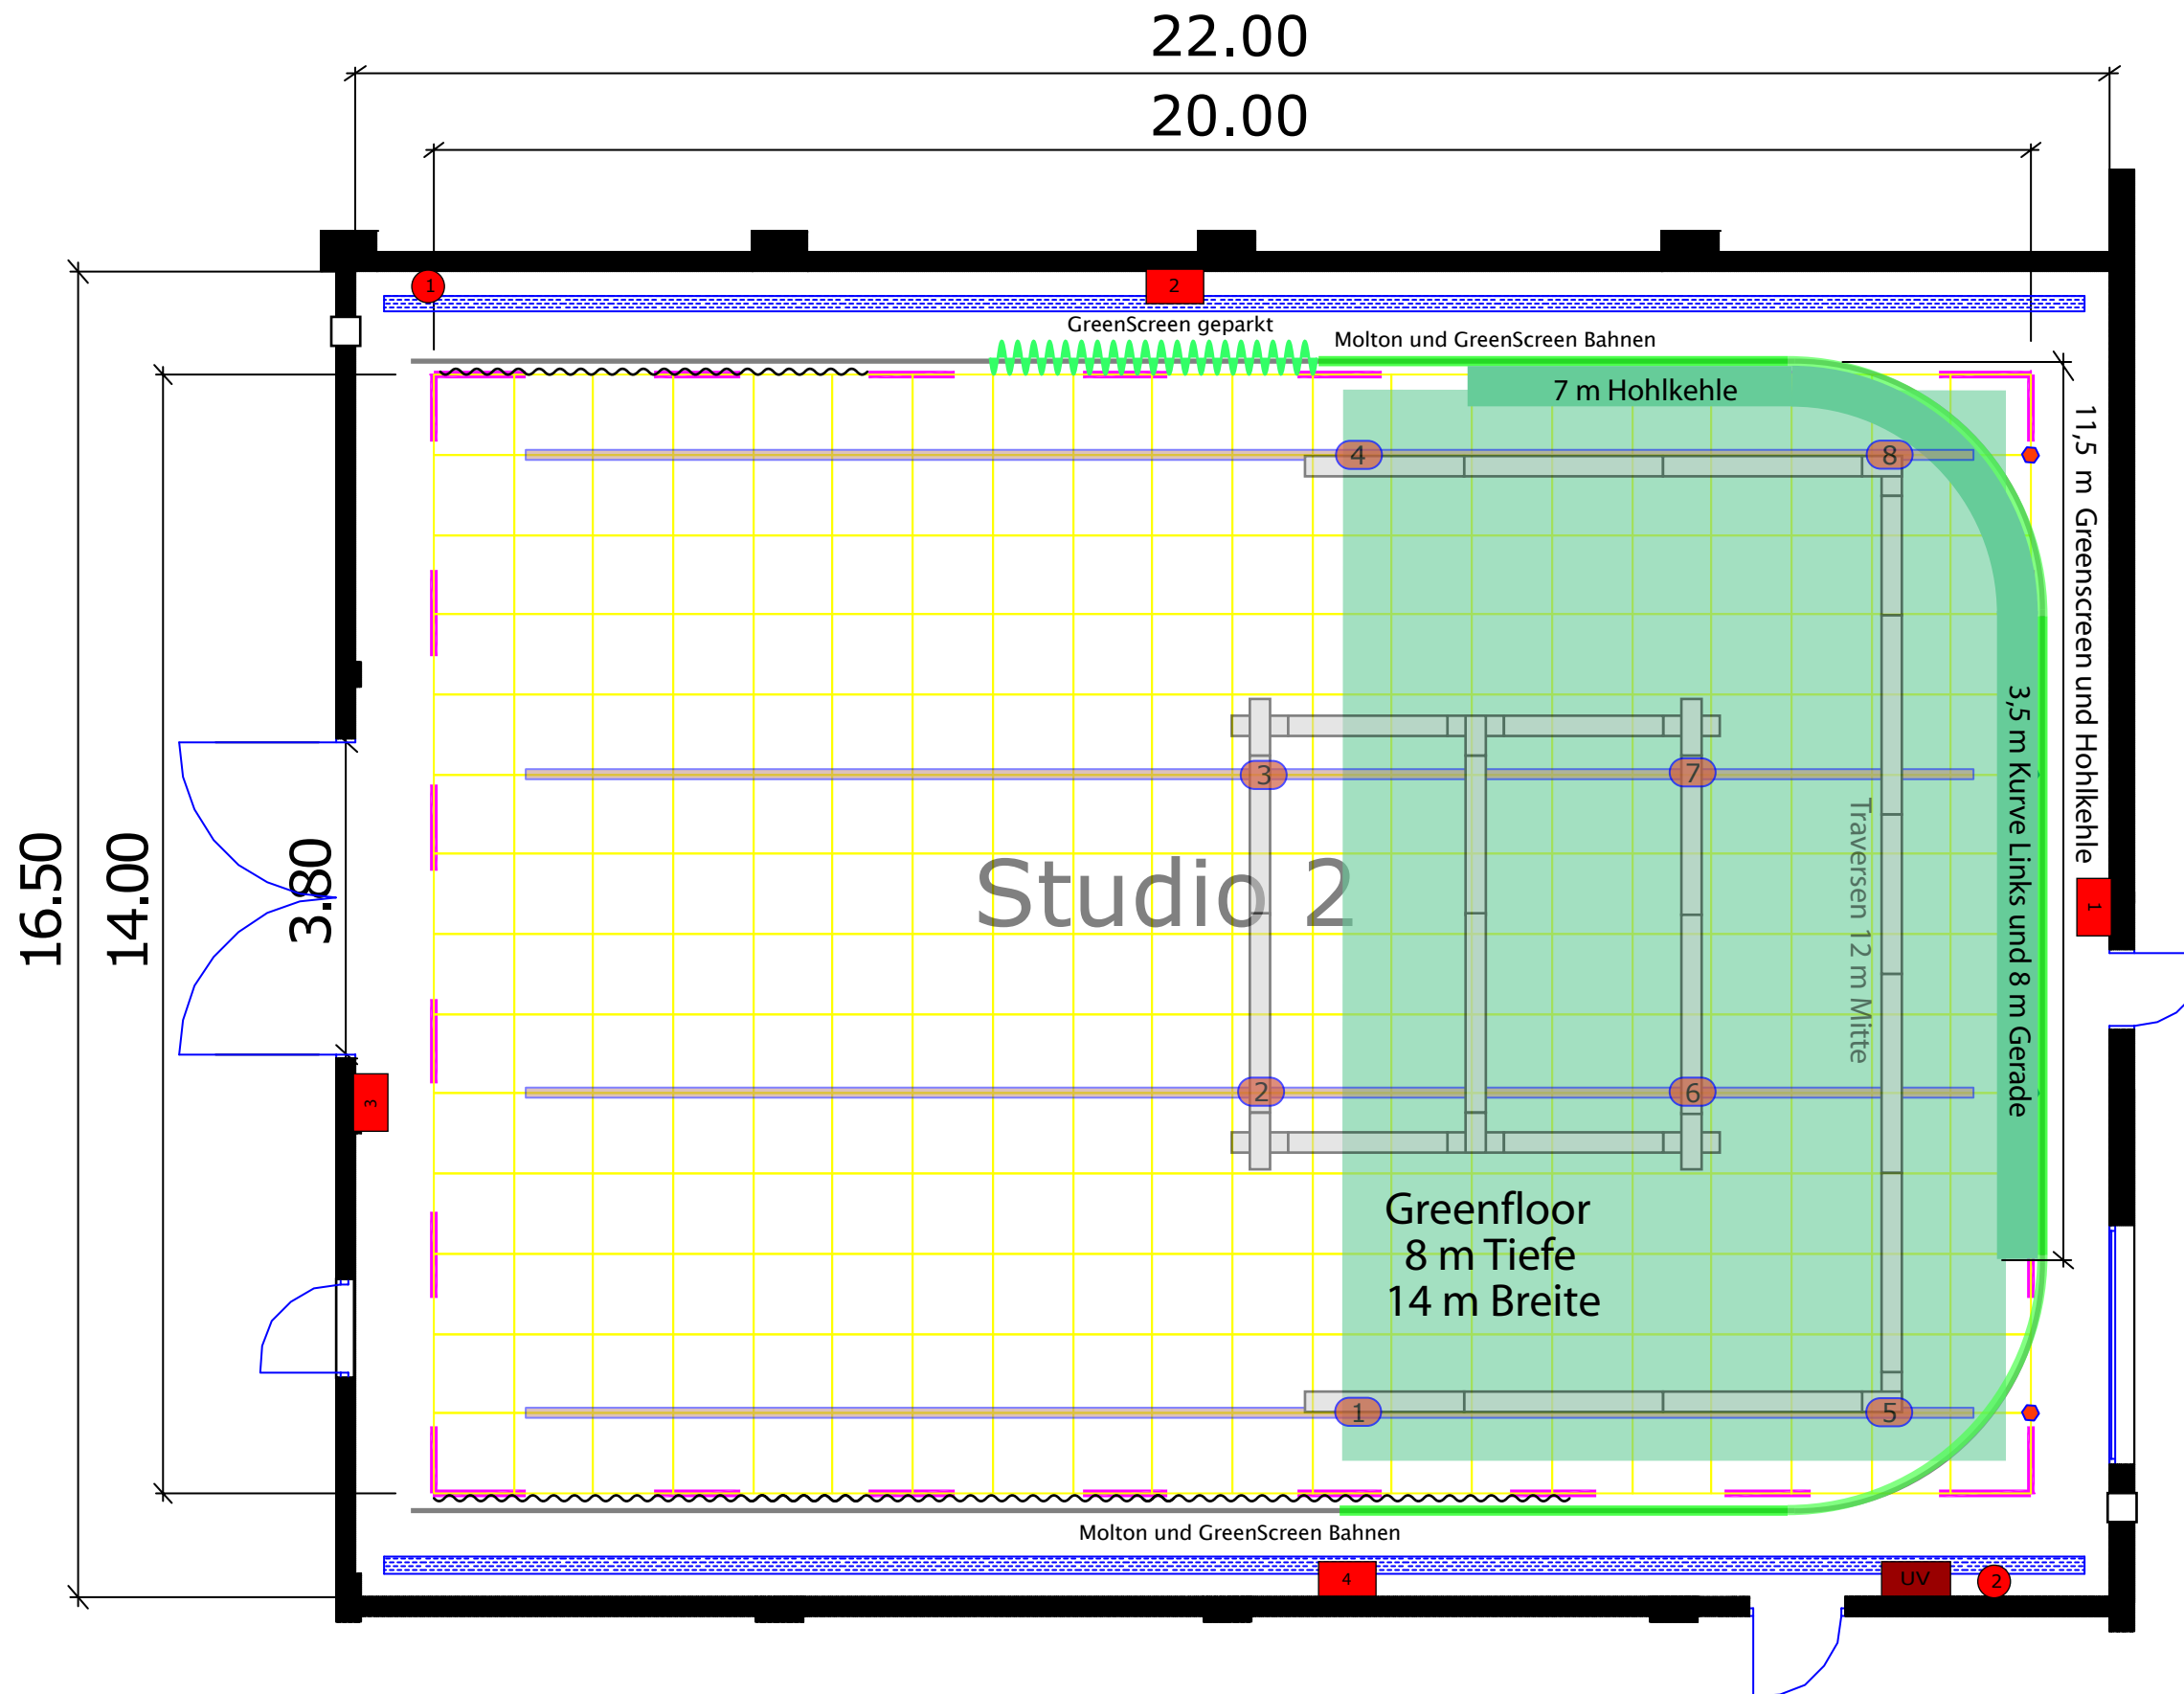 22.00
20.00
1
2
GreenScreen geparkt
Molton und GreenScreen Bahnen
7 m Hohlkehle
11,5 m Greenscreen und Hohlkehle
4
8
3,5 m Kurve Links und 8 m Gerade
3
7
Traversen 12 m Mitte
16.50
14.00
3.80
Studio 2
1
3
2
6
Greenfloor
8 m Tiefe
14 m Breite
1
5
Molton und GreenScreen Bahnen
4
UV
2